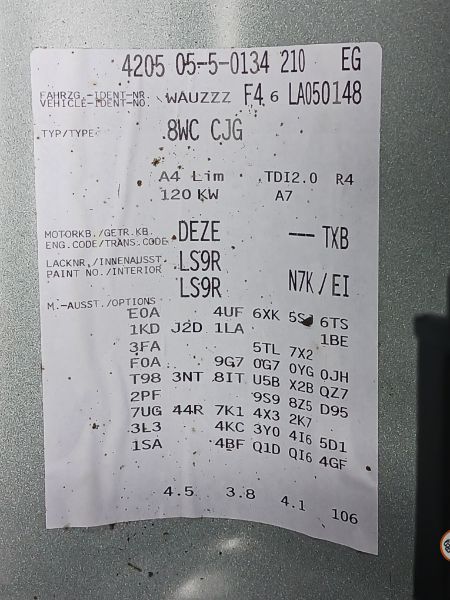 4205 05-5-0134 210 EG
FAHRZG.-IDENT-NR. WAUZZZ F4 6 LA050148
VEHICLE-IDENT-NO.
TYP/TYPE 8WC CJG
A4 Lim TDI2.0 R4
120 KW A7
MOTORKB./GETR.KB. DEZE --- TXB
ENG.CODE/TRANS.CODE
LACKNR./INNENAUSST. LS9R
PAINT NO./INTERIOR LS9R N7K/EI
M.-AUSST./OPTIONS
E0A 4UF 6XK 6TS
1KD J2D 1LA 1BE
3FA 5TL 7X2
F0A 9G7 0G7 0YG 0JH
T98 3NT 8IT U5B X2B QZ7
2PF 9S9 8Z5 D95
7UG 44R 7K1 4X3 2K7
3L3 4KC 3Y0 4I6 5D1
1SA 4BF Q1D QI6 4GF
4.5 3.8 4.1 106